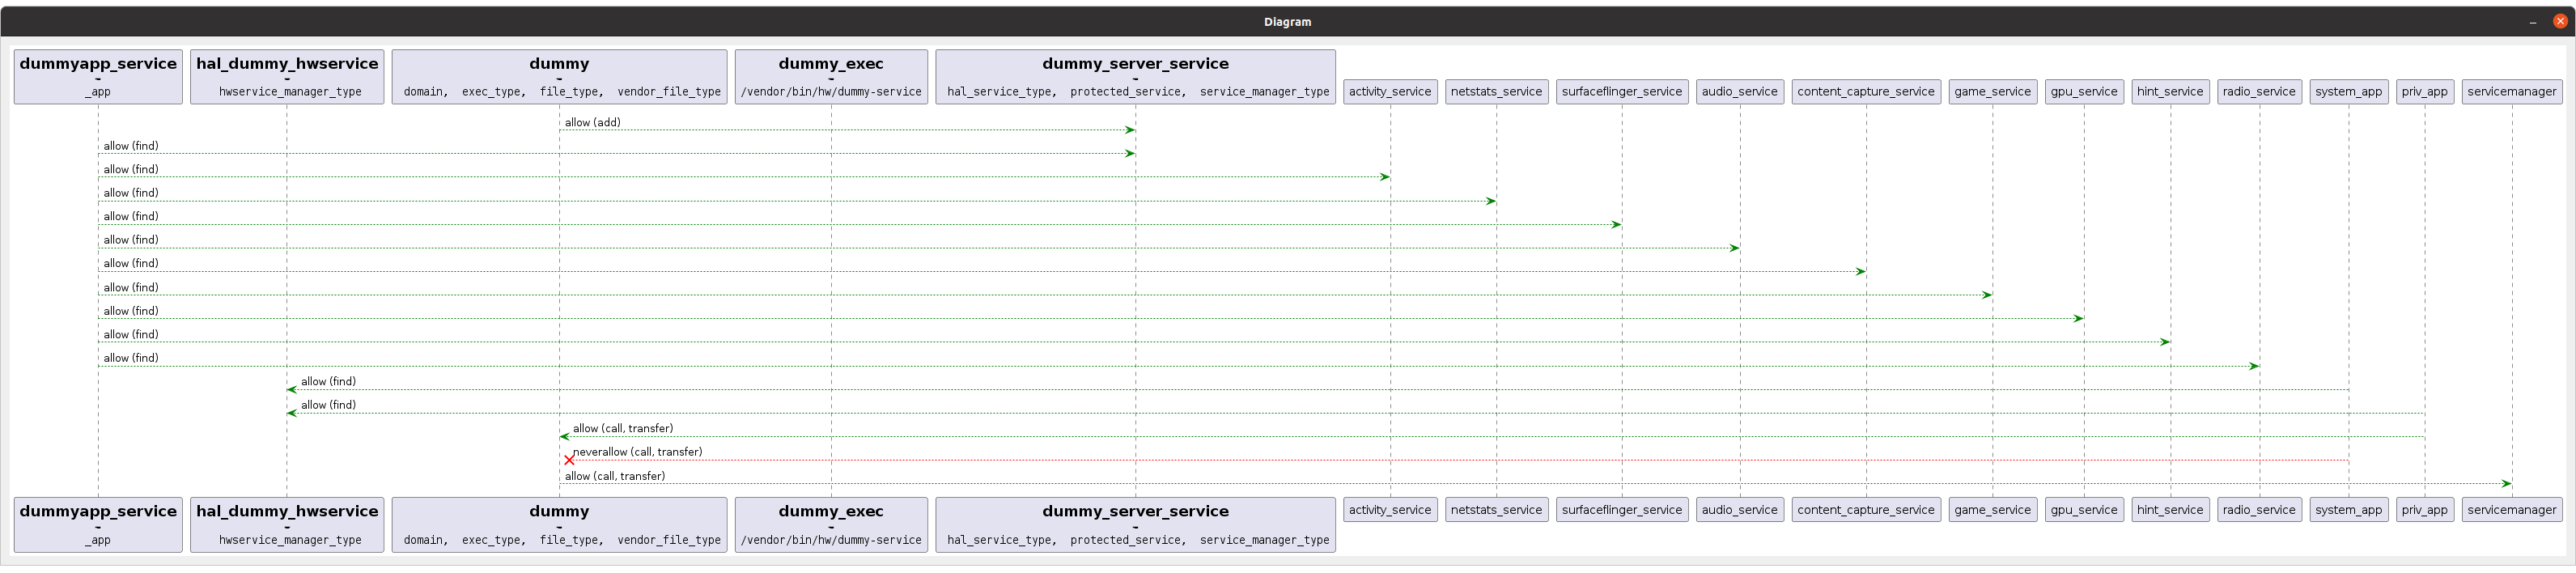 Diagram
dummyapp_service
~
_app
hal_dummy_hwservice
~
hwservice_manager_type
dummy
~
domain, exec_type, file_type, vendor_file_type
dummy_exec
~
/vendor/bin/hw/dummy-service
dummy_server_service
~
hal_service_type, protected_service, service_manager_type
activity_service
netstats_service
surfaceflinger_service
audio_service
content_capture_service
game_service
gpu_service
hint_service
radio_service
system_app
priv_app
servicemanager
allow (add)
allow (find)
allow (find)
allow (find)
allow (find)
allow (find)
allow (find)
allow (find)
allow (find)
allow (find)
allow (find)
allow (find)
allow (find)
allow (call, transfer)
neverallow (call, transfer)
allow (call, transfer)
dummyapp_service
~
_app
hal_dummy_hwservice
~
hwservice_manager_type
dummy
~
domain, exec_type, file_type, vendor_file_type
dummy_exec
~
/vendor/bin/hw/dummy-service
dummy_server_service
~
hal_service_type, protected_service, service_manager_type
activity_service
netstats_service
surfaceflinger_service
audio_service
content_capture_service
game_service
gpu_service
hint_service
radio_service
system_app
priv_app
servicemanager